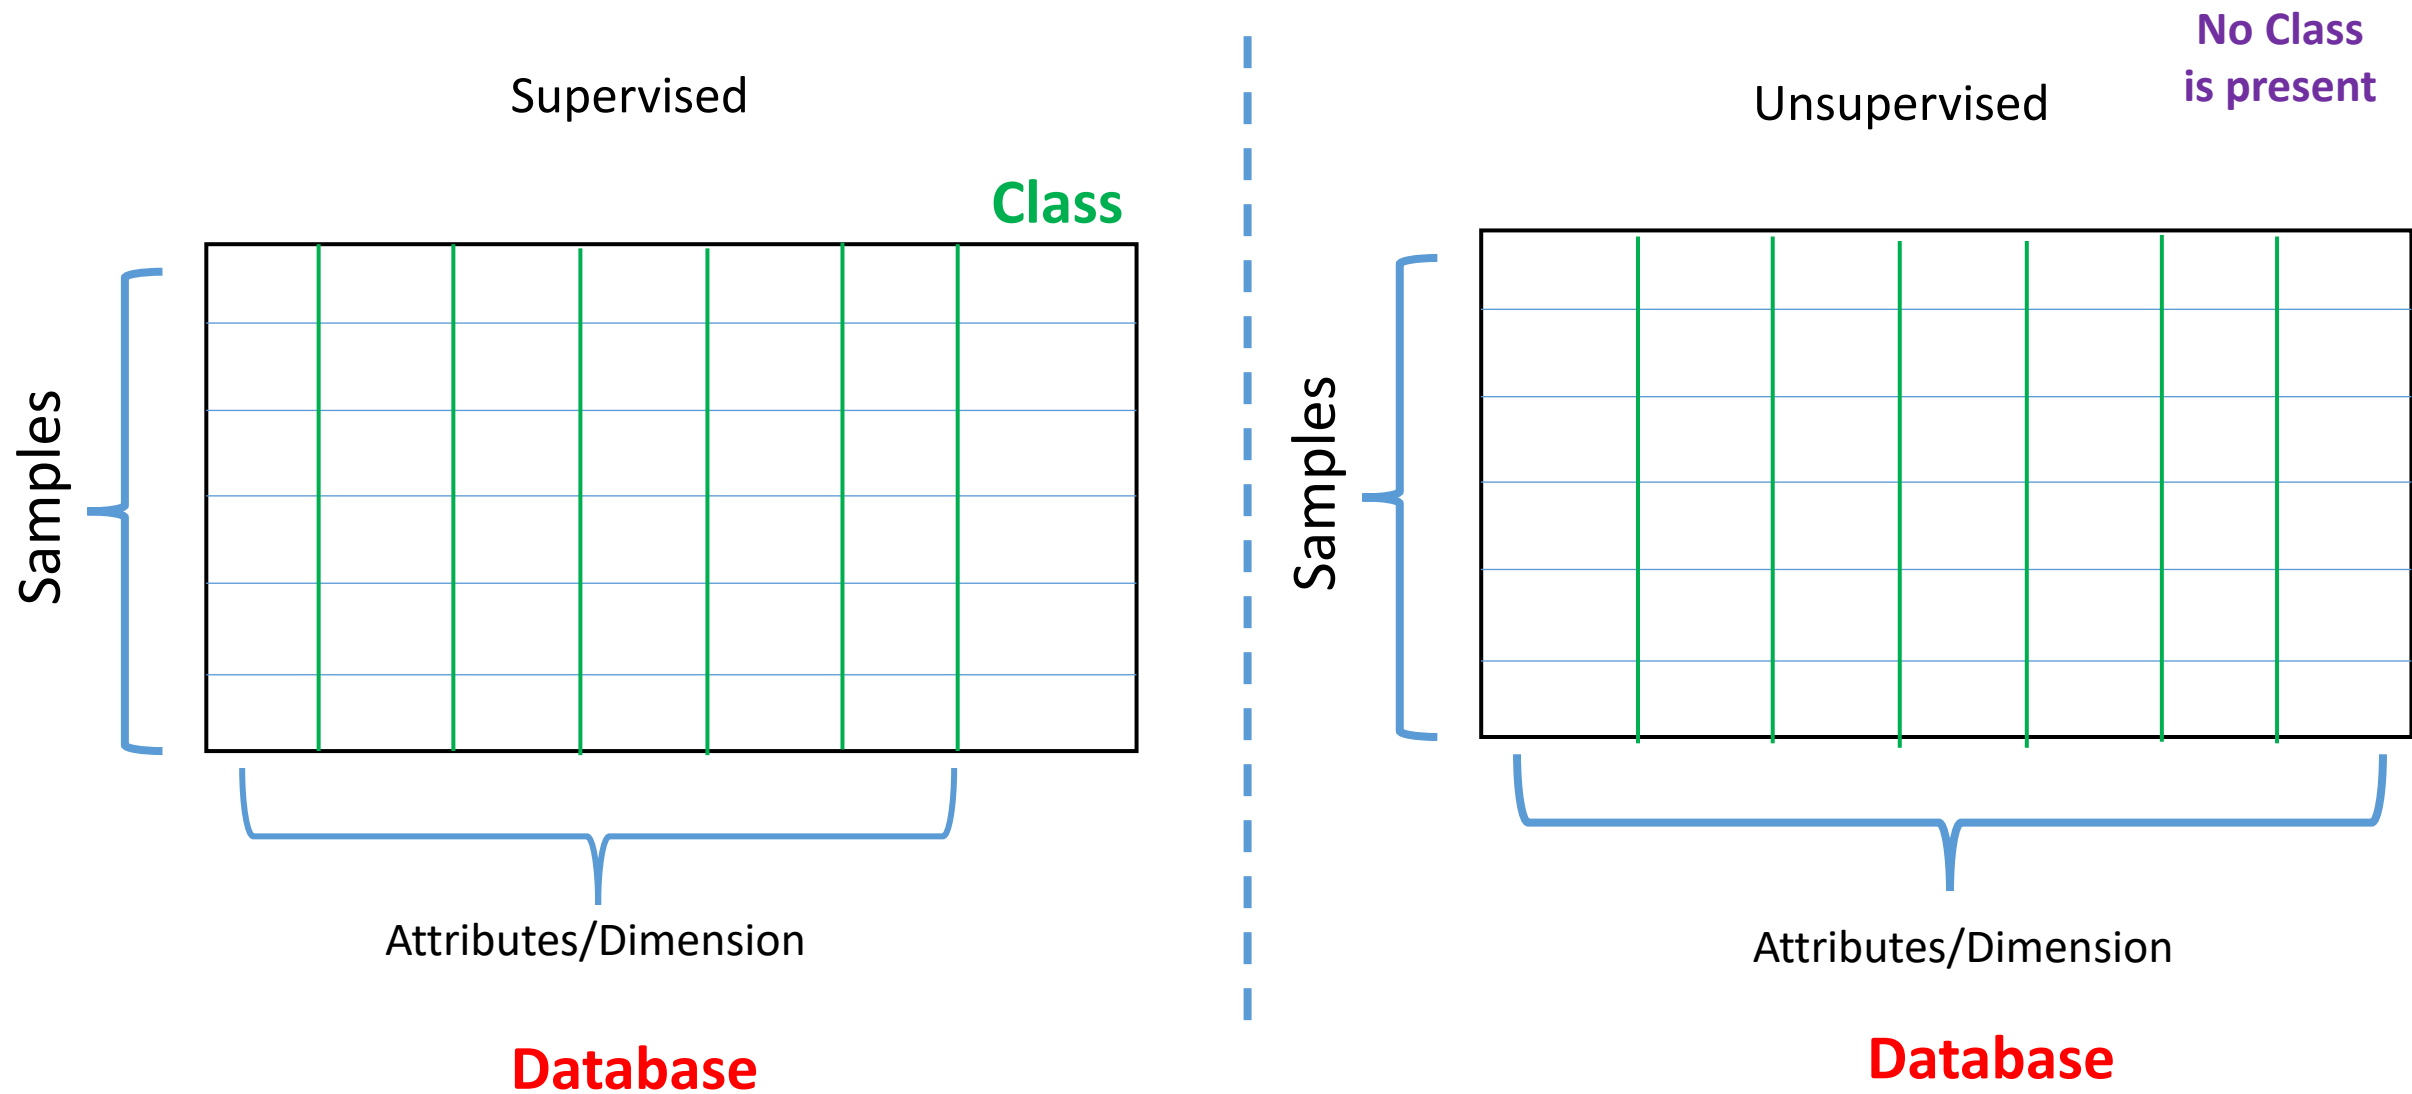 Supervised
Class
Samples
Attributes/Dimension
Database
No Class
is present
Unsupervised
Samples
Attributes/Dimension
Database